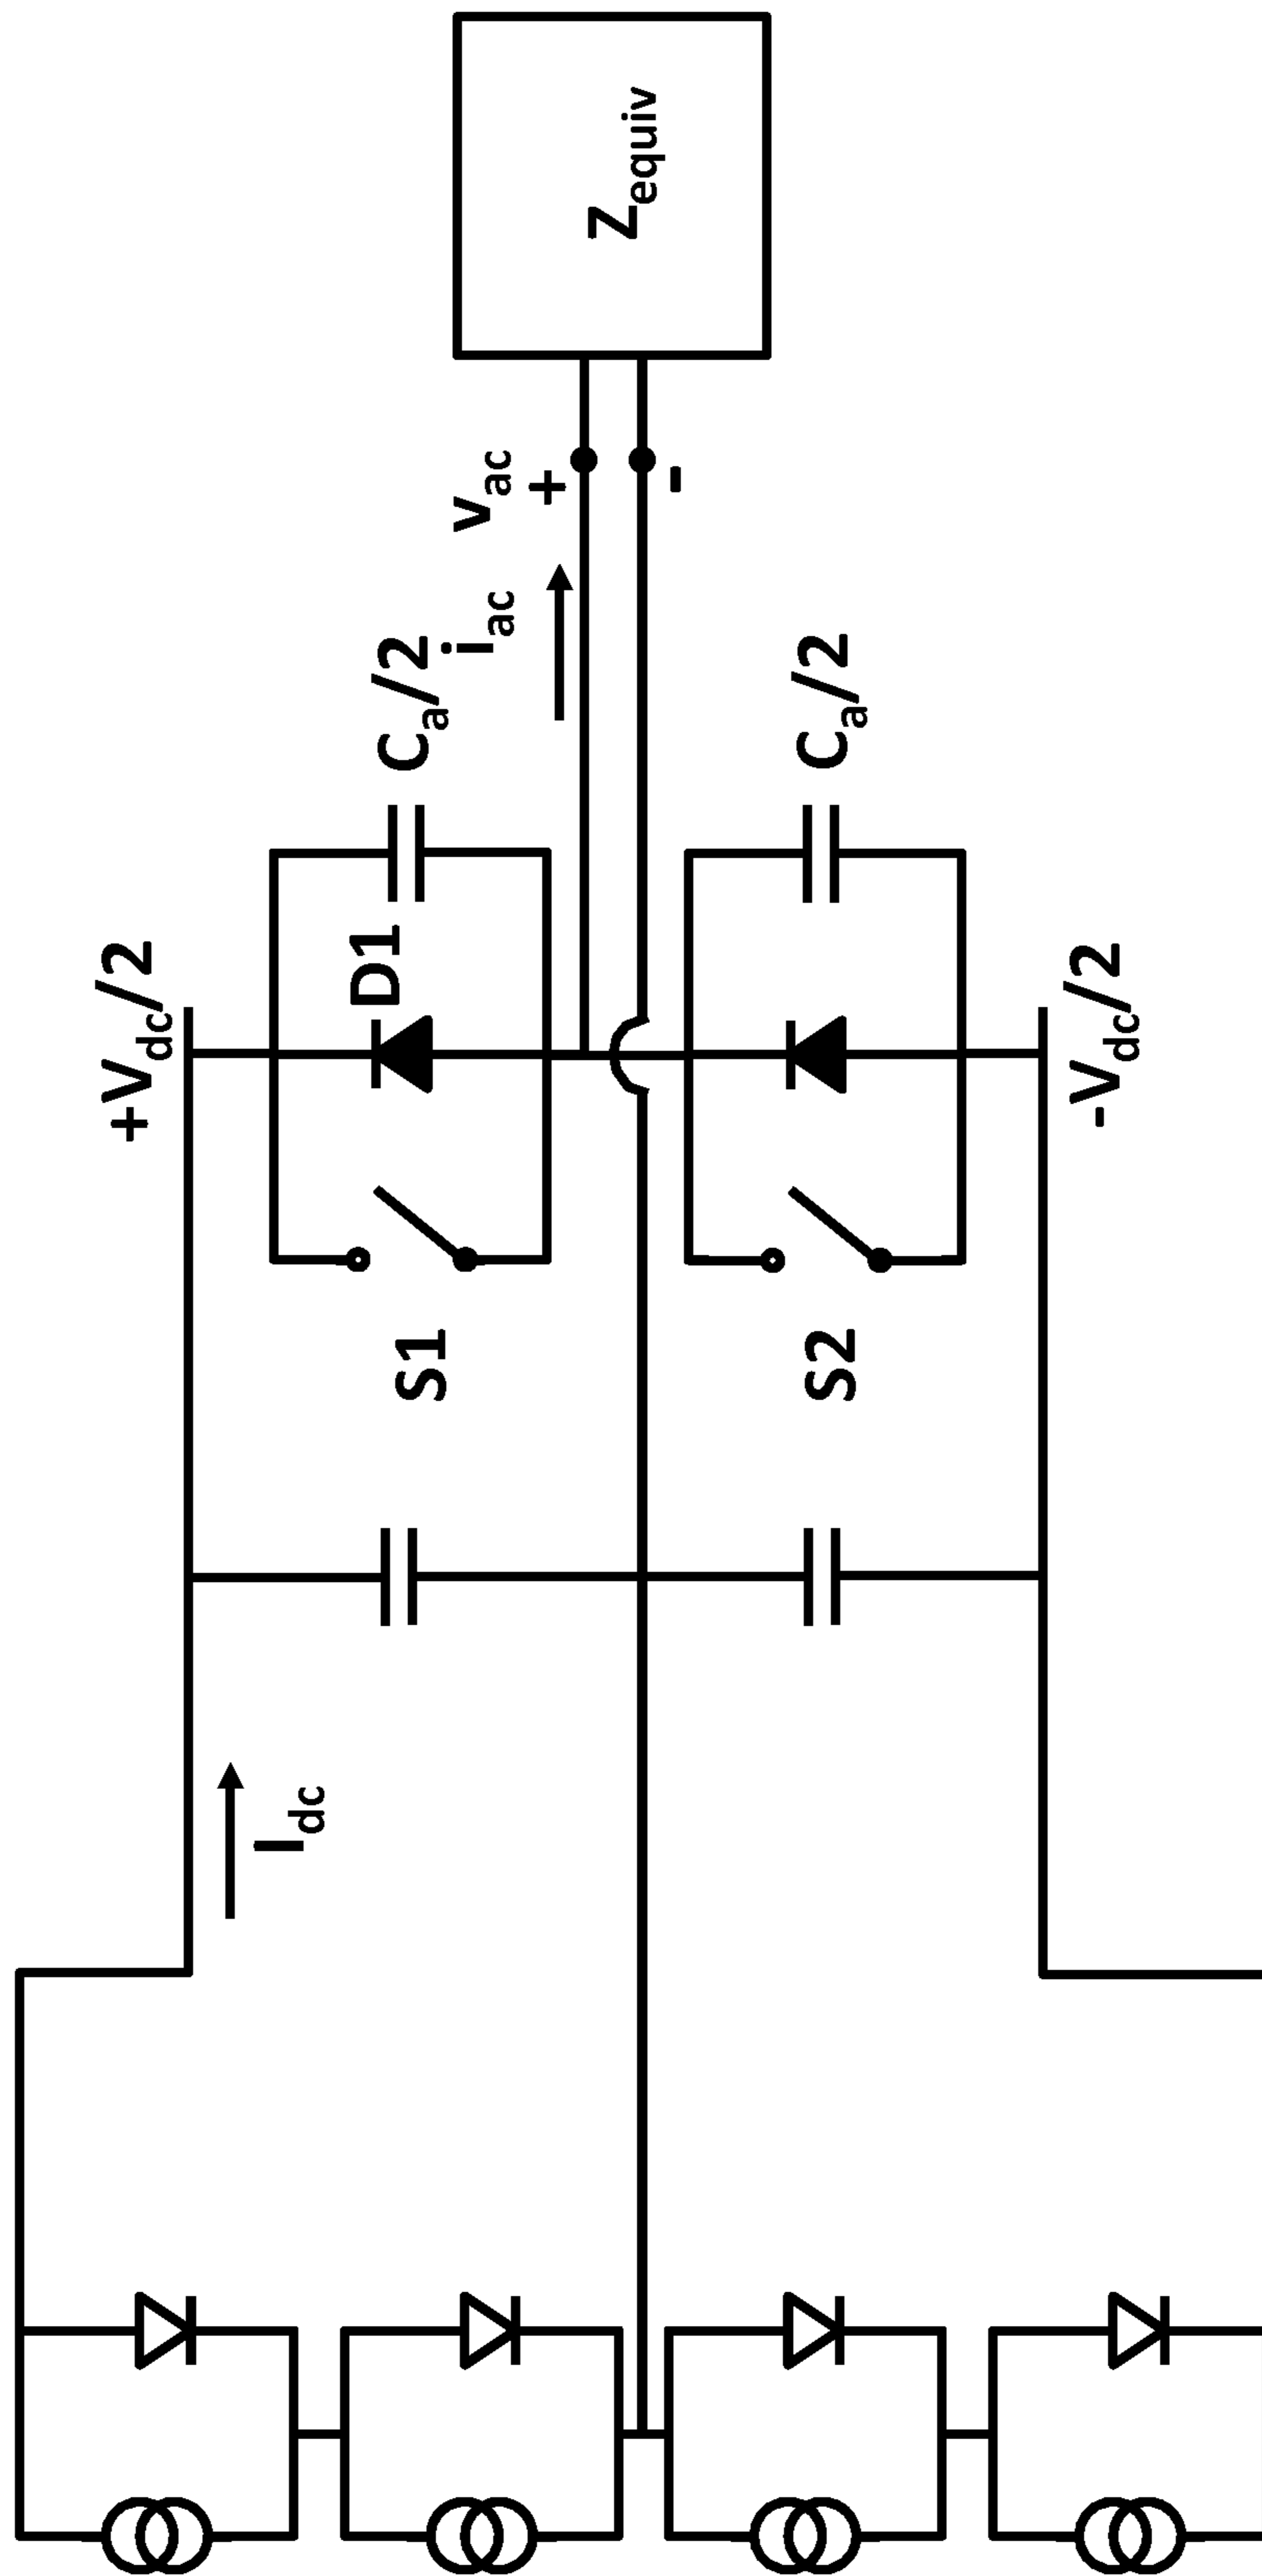 I_dc
+V_dc/2
S1
D1
C_a/2
i_ac
v_ac
+
-
Z_equiv
S2
C_a/2
-V_dc/2